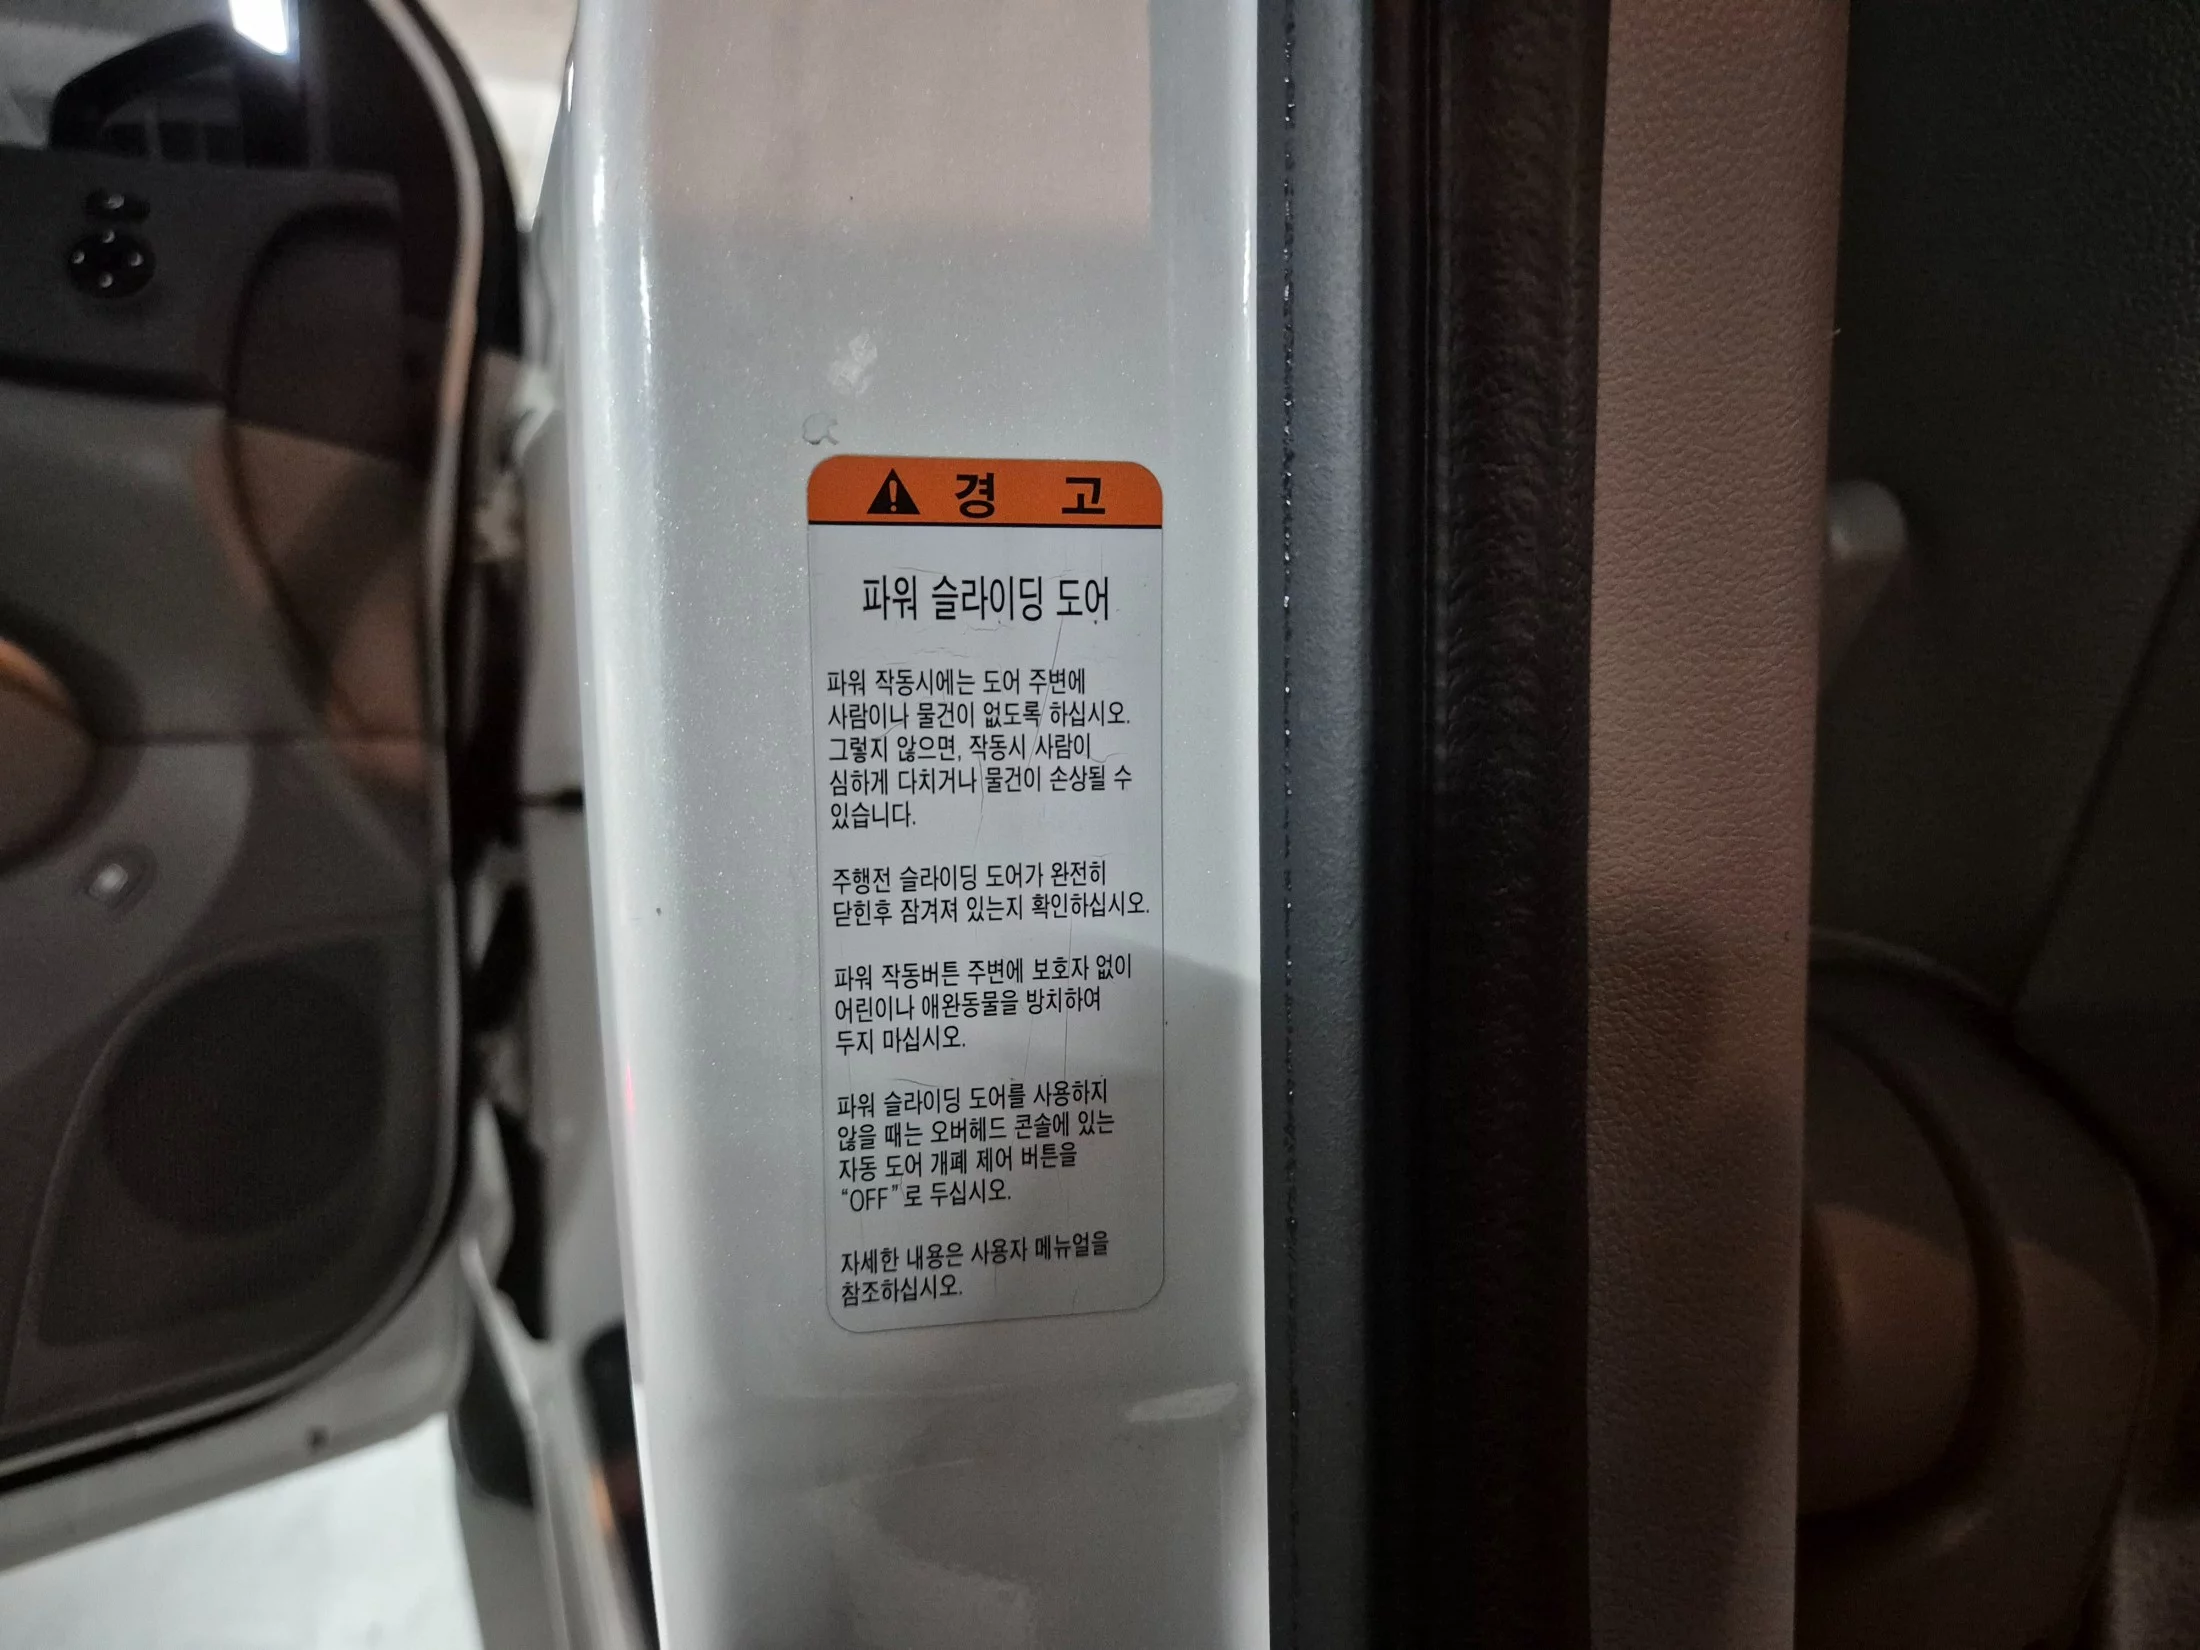 경 고
파워 슬라이딩 도어
파워 작동시에는 도어 주변에
사람이나 물건이 없도록 하십시오.
그렇지 않으면, 작동시 사람이
심하게 다치거나 물건이 손상될 수
있습니다.
주행전 슬라이딩 도어가 완전히
닫힌후 잠겨져 있는지 확인하십시오.
파워 작동버튼 주변에 보호자 없이
어린이나 애완동물을 방치하여
두지 마십시오.
파워 슬라이딩 도어를 사용하지
않을 때는 오버헤드 콘솔에 있는
자동 도어 개폐 제어 버튼을
“OFF”로 두십시오.
자세한 내용은 사용자 메뉴얼을
참조하십시오.